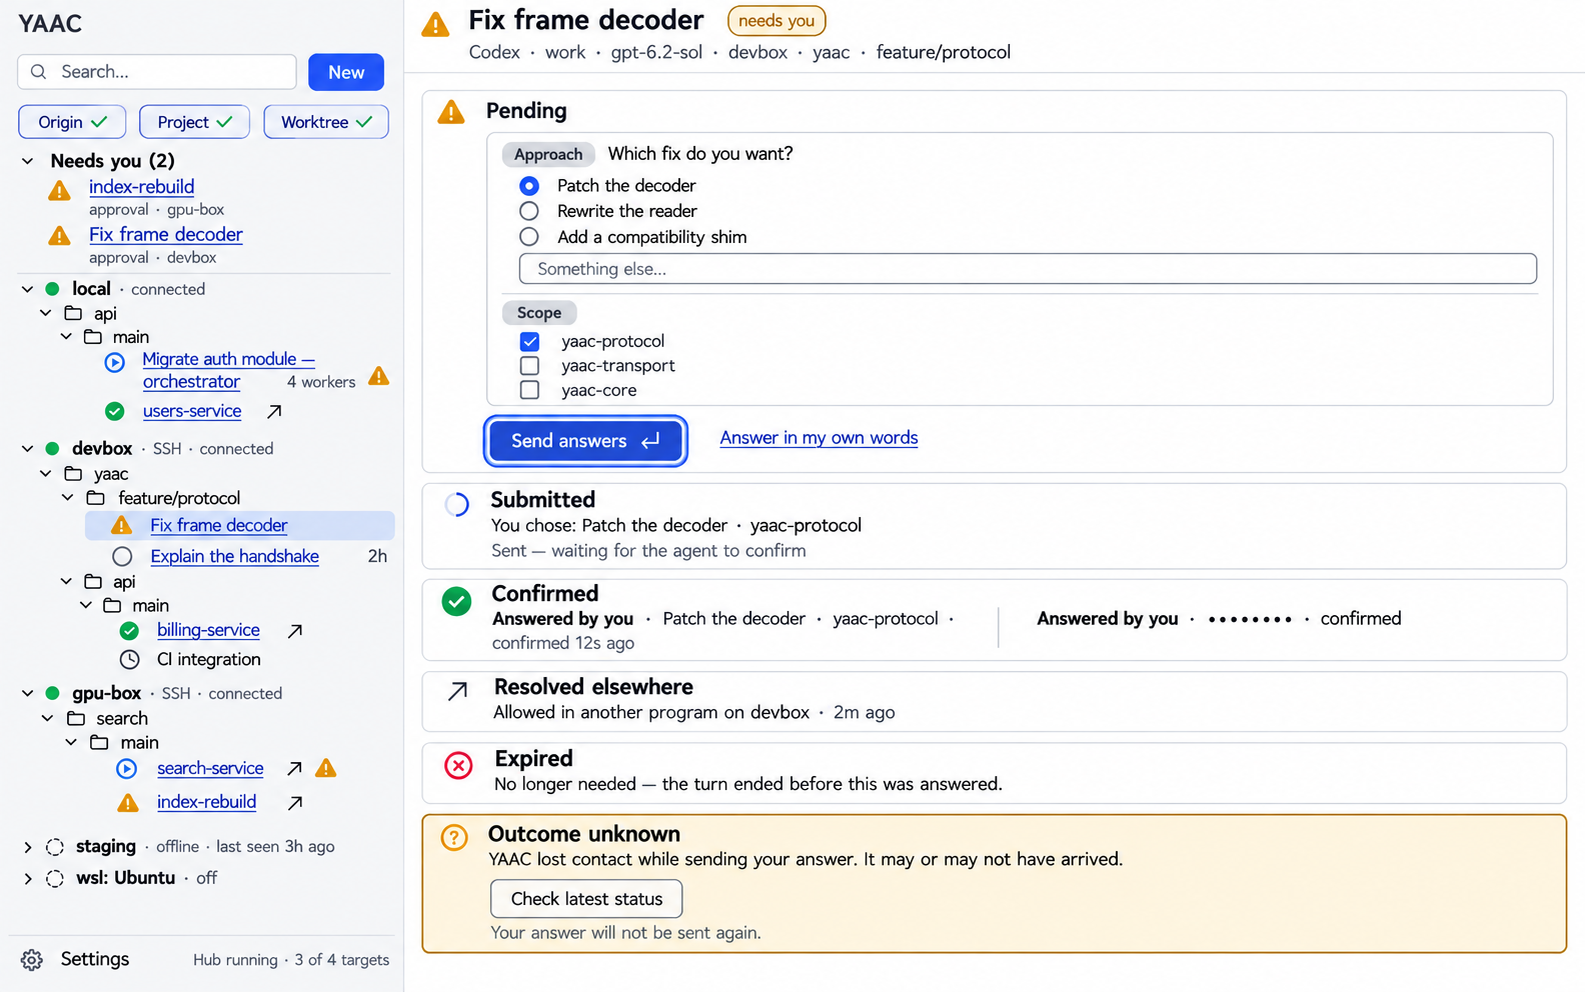 YAAC
Search...
New
Origin
Project
Worktree
Needs you (2)
index-rebuild
approval · gpu-box
Fix frame decoder
approval · devbox
local · connected
api
main
Migrate auth module —
orchestrator
4 workers
users-service
devbox · SSH · connected
yaac
feature/protocol
Fix frame decoder
Explain the handshake
2h
api
main
billing-service
CI integration
gpu-box · SSH · connected
search
main
search-service
index-rebuild
staging · offline · last seen 3h ago
wsl: Ubuntu · off
Settings
Hub running · 3 of 4 targets
Fix frame decoder
needs you
Codex · work · gpt-6.2-sol · devbox · yaac · feature/protocol
Pending
Approach
Which fix do you want?
Patch the decoder
Rewrite the reader
Add a compatibility shim
Something else...
Scope
yaac-protocol
yaac-transport
yaac-core
Send answers
Answer in my own words
Submitted
You chose: Patch the decoder · yaac-protocol
Sent — waiting for the agent to confirm
Confirmed
Answered by you · Patch the decoder · yaac-protocol ·
confirmed 12s ago
Answered by you · •••••••• · confirmed
Resolved elsewhere
Allowed in another program on devbox · 2m ago
Expired
No longer needed — the turn ended before this was answered.
Outcome unknown
YAAC lost contact while sending your answer. It may or may not have arrived.
Check latest status
Your answer will not be sent again.